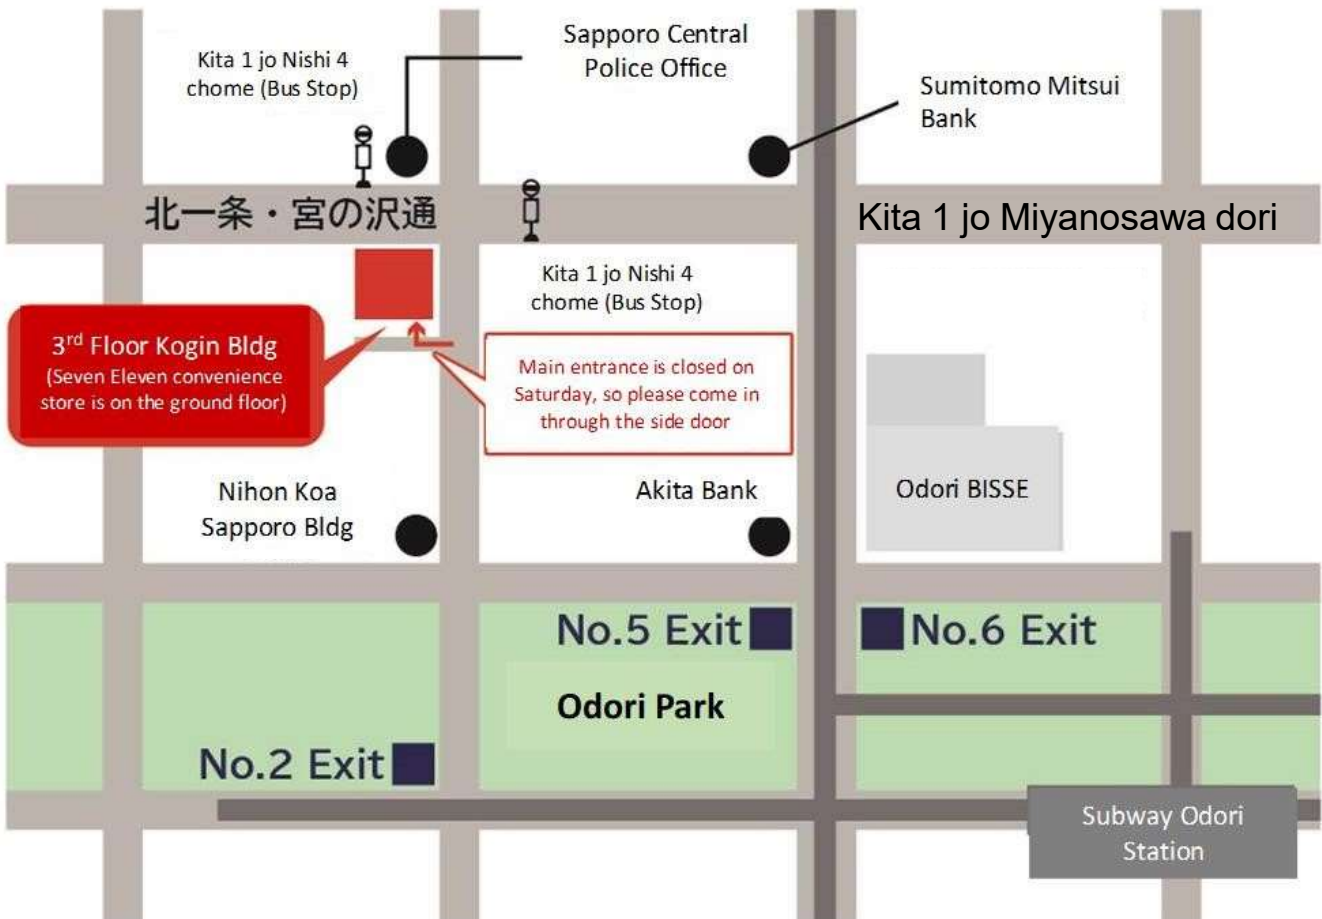 Sapporo Central
Police Office
Kita 1 jo Nishi 4
chome (Bus Stop)
Sumitomo Mitsui
Bank
北一条・宮の沢通
Kita 1 jo Miyanosawa dori
Kita 1 jo Nishi 4
chome (Bus Stop)
3rd Floor Kogin Bldg
(Seven Eleven convenience
store is on the ground floor)
Main entrance is closed on
Saturday, so please come in
through the side door
Nihon Koa
Sapporo Bldg
Akita Bank
Odori BISSE
No.5 Exit
No.6 Exit
Odori Park
No.2 Exit
Subway Odori
Station